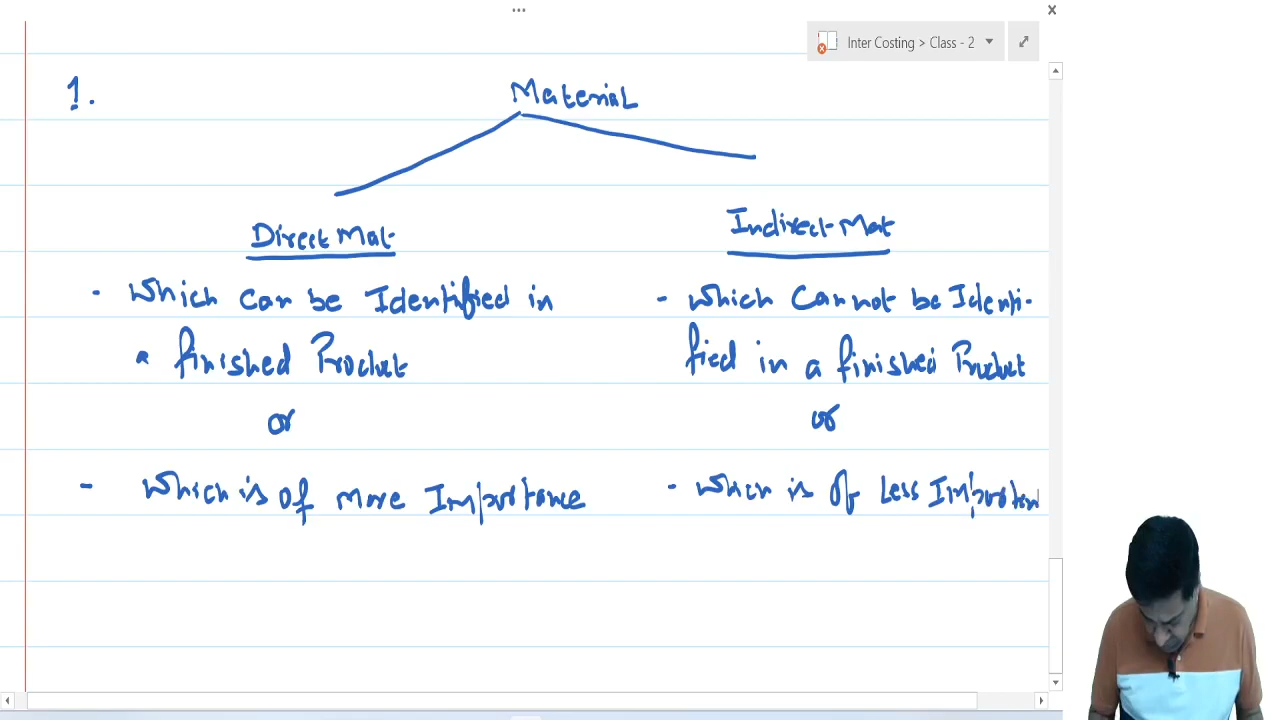 Inter Costing > Class - 2
1.
Material
Direct Mat.
Indirect Mat
- Which can be Identified in
a finished Product
or
- Which is of More Importance
- Which Cannot be Identi-
fied in a finished Product
or
- Which is of Less Importan